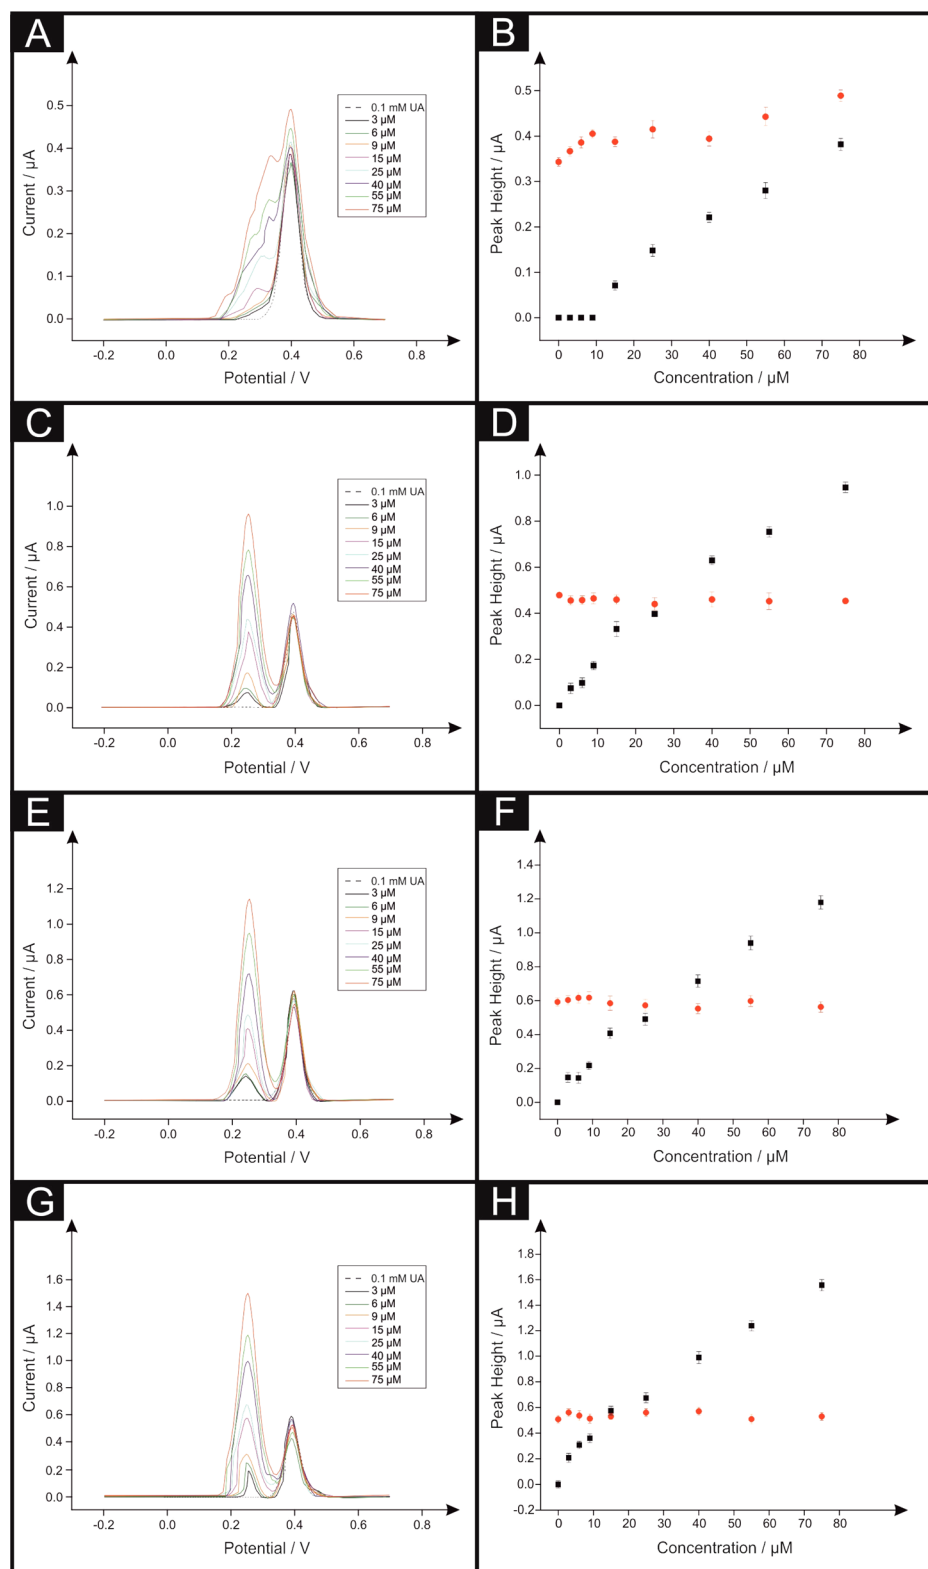 A
Current / µA
0.5
0.4
0.3
0.2
0.1
0.0
-0.2 0.0 0.2 0.4 0.6 0.8
Potential / V
0.1 mM UA
3 µM
6 µM
9 µM
15 µM
25 µM
40 µM
55 µM
75 µM
B
Peak Height / µA
0.5
0.4
0.3
0.2
0.1
0.0
0 10 20 30 40 50 60 70 80
Concentration / µM
C
Current / µA
1.0
0.8
0.6
0.4
0.2
0.0
-0.2 0.0 0.2 0.4 0.6 0.8
Potential / V
0.1 mM UA
3 µM
6 µM
9 µM
15 µM
25 µM
40 µM
55 µM
75 µM
D
Peak Height / µA
1.0
0.8
0.6
0.4
0.2
0.0
0 10 20 30 40 50 60 70 80
Concentration / µM
E
Current / µA
1.2
1.0
0.8
0.6
0.4
0.2
0.0
-0.2 0.0 0.2 0.4 0.6 0.8
Potential / V
0.1 mM UA
3 µM
6 µM
9 µM
15 µM
25 µM
40 µM
55 µM
75 µM
F
Peak Height / µA
1.4
1.2
1.0
0.8
0.6
0.4
0.2
0.0
0 10 20 30 40 50 60 70 80
Concentration / µM
G
Current / µA
1.6
1.4
1.2
1.0
0.8
0.6
0.4
0.2
0.0
-0.2 0.0 0.2 0.4 0.6 0.8
Potential / V
0.1 mM UA
3 µM
6 µM
9 µM
15 µM
25 µM
40 µM
55 µM
75 µM
H
Peak Height / µA
1.8
1.6
1.4
1.2
1.0
0.8
0.6
0.4
0.2
0.0
-0.2
0 10 20 30 40 50 60 70 80
Concentration / µM